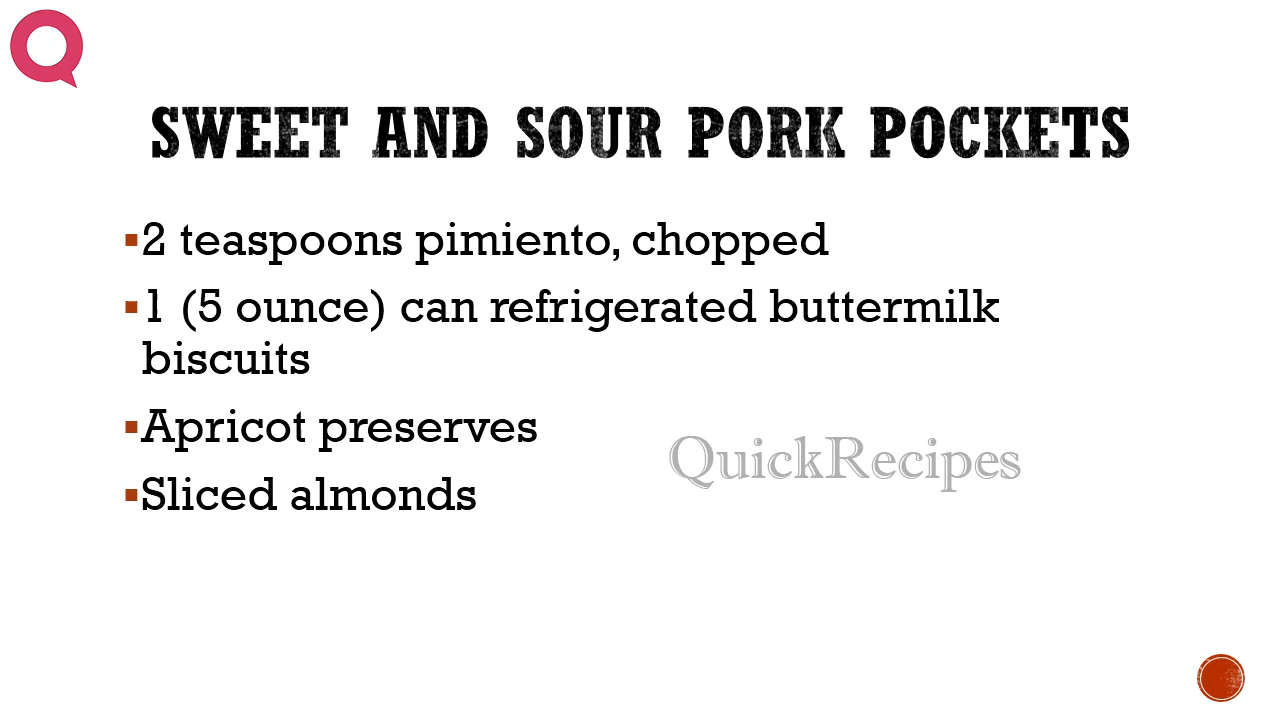 SWEET AND SOUR PORK POCKETS
▪2 teaspoons pimiento, chopped
▪1 (5 ounce) can refrigerated buttermilk
biscuits
▪Apricot preserves
▪Sliced almonds
QuickRecipes